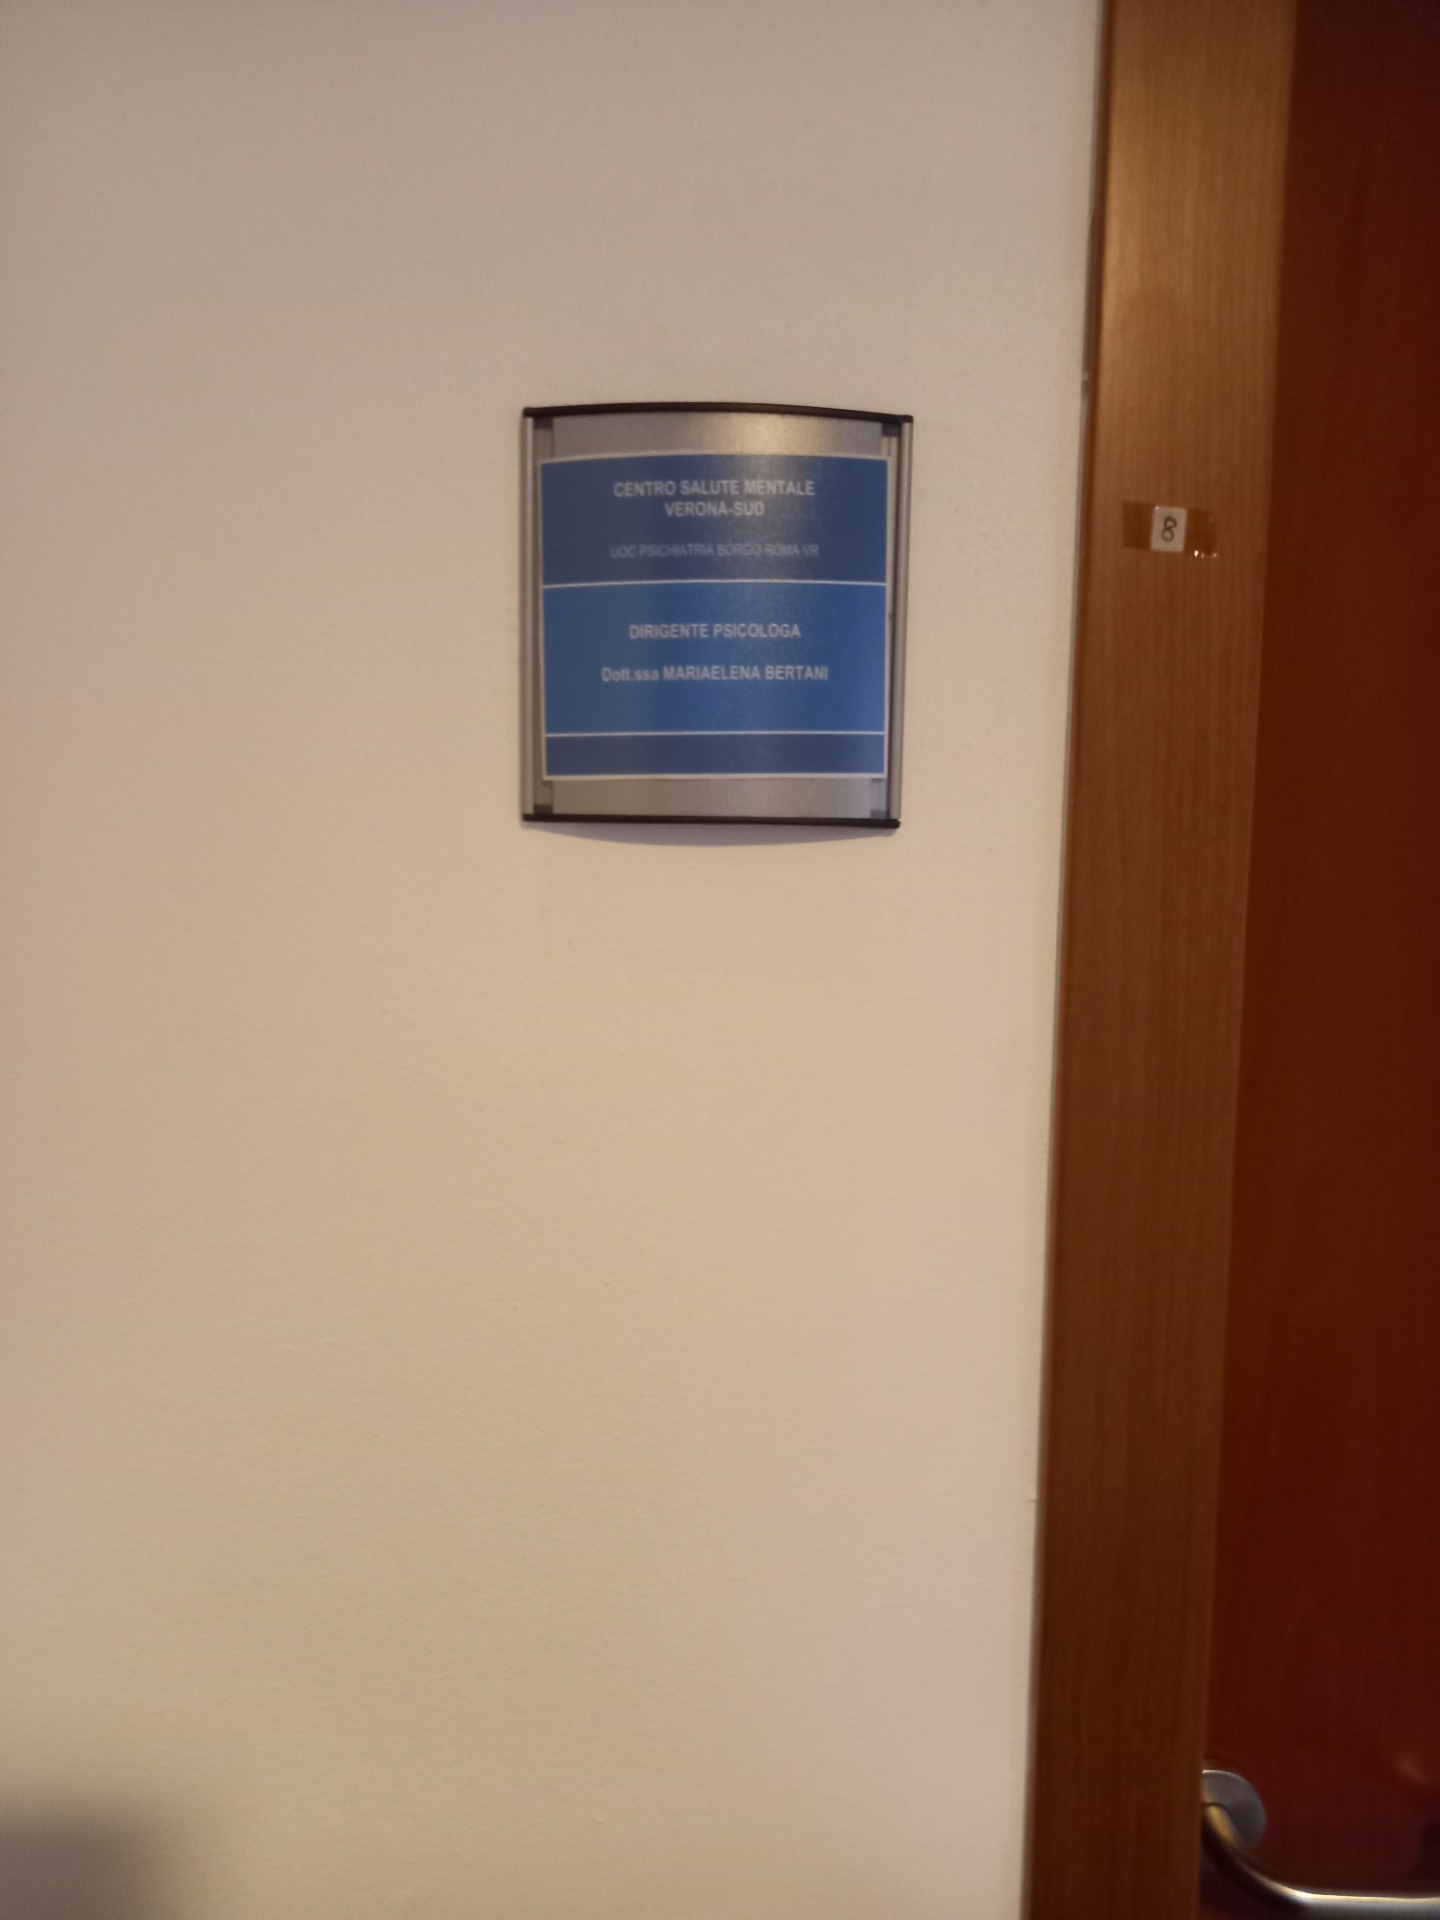 CENTRO SALUTE MENTALE
VERONA-SUD
UOC PSICHIATRIA BORGO ROMA VR
DIRIGENTE PSICOLOGA
Dott.ssa MARIAELENA BERTANI
8